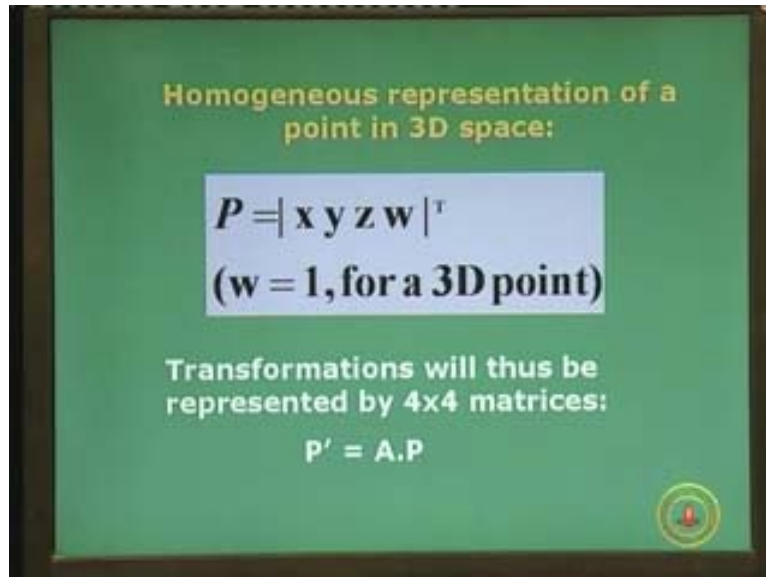 Homogeneous representation of a
point in 3D space:
P =| x y z w |ᵀ
(w = 1, for a 3D point)
Transformations will thus be
represented by 4x4 matrices:
P′ = A.P